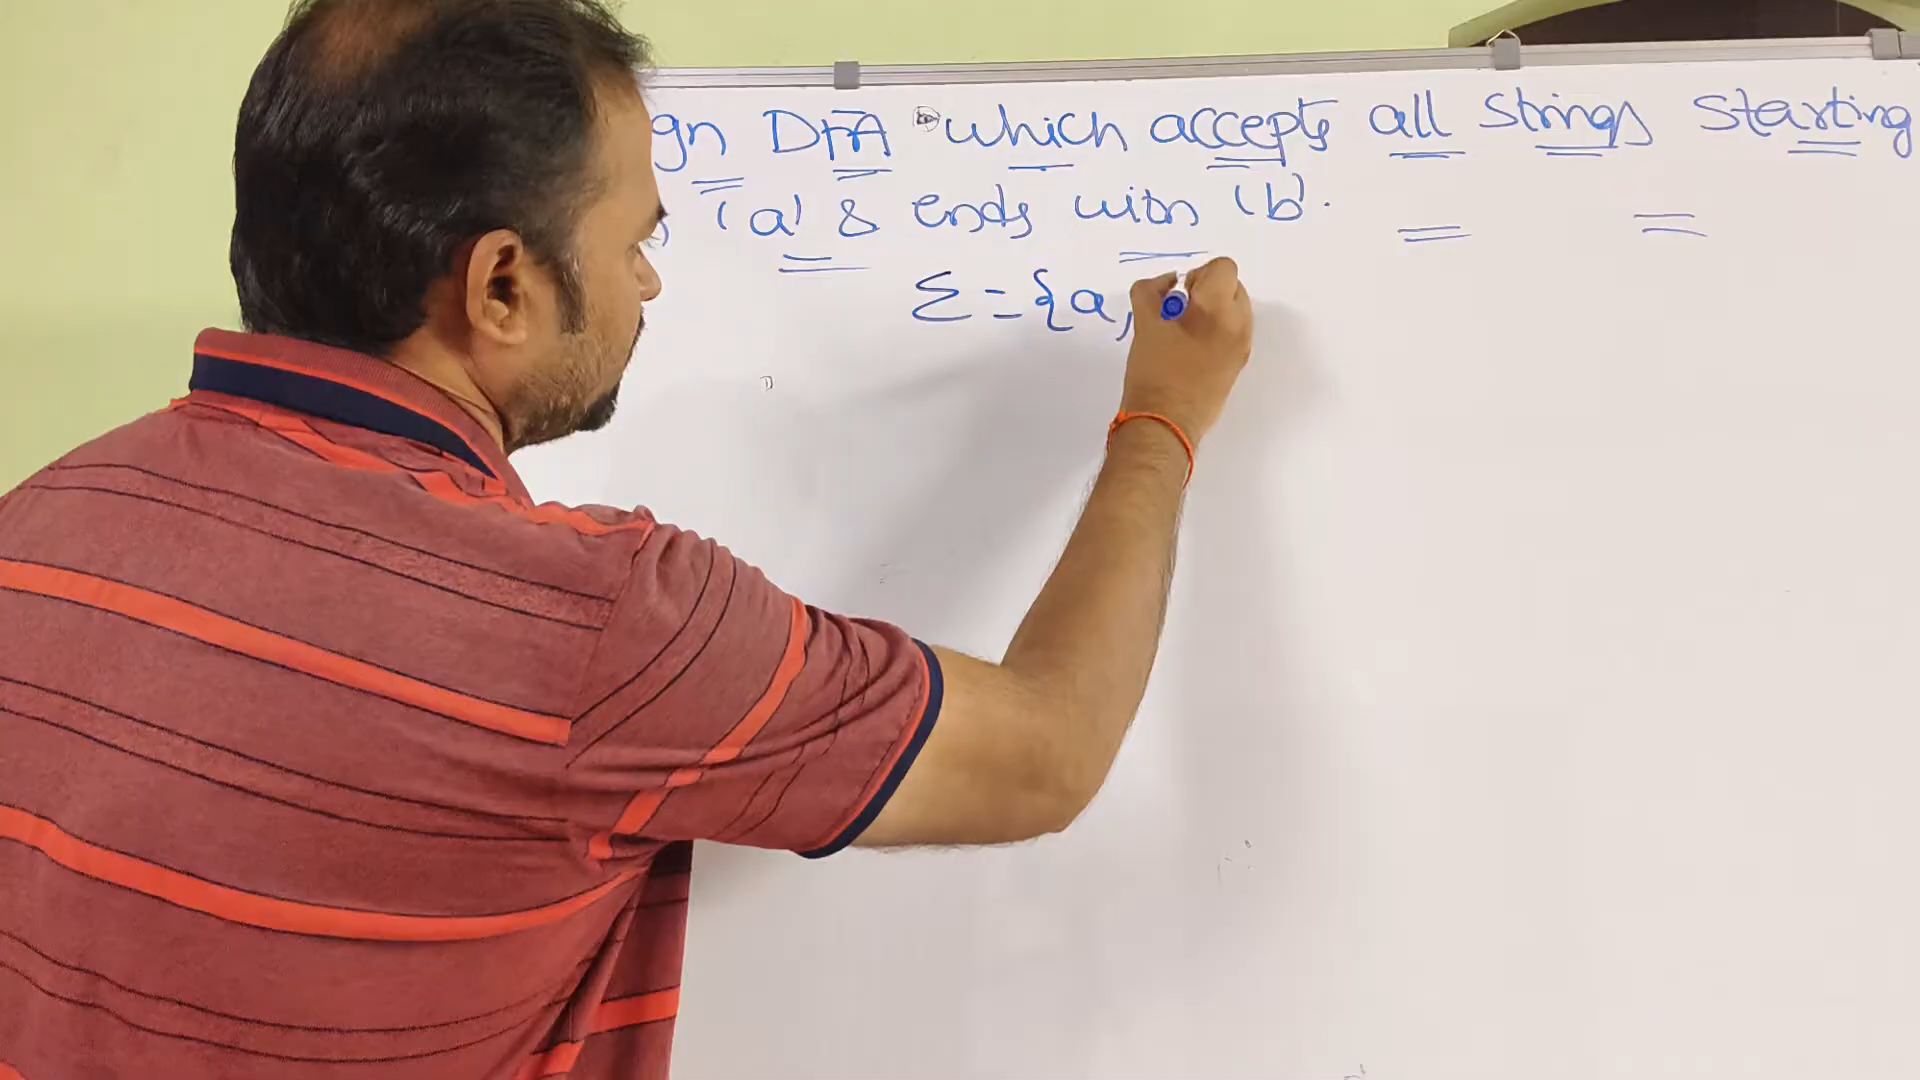 gn DFA which accepts all strings starting
'a' & ends with 'b'.
Σ = {a,